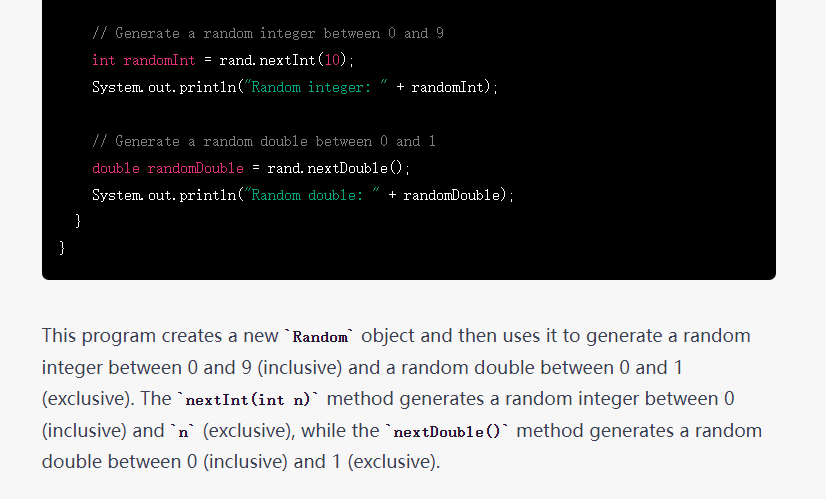 // Generate a random integer between 0 and 9
int randomInt = rand.nextInt(10);
System.out.println("Random integer: " + randomInt);
// Generate a random double between 0 and 1
double randomDouble = rand.nextDouble();
System.out.println("Random double: " + randomDouble);
}
}
This program creates a new `Random` object and then uses it to generate a random
integer between 0 and 9 (inclusive) and a random double between 0 and 1
(exclusive). The `nextInt(int n)` method generates a random integer between 0
(inclusive) and `n` (exclusive), while the `nextDouble()` method generates a random
double between 0 (inclusive) and 1 (exclusive).